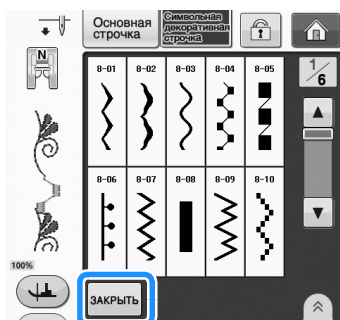 Основная
строчка
Символьная
декоративная
строчка
N
1/6
8-01 8-02 8-03 8-04 8-05
8-06 8-07 8-08 8-09 8-10
100%
ЗАКРЫТЬ